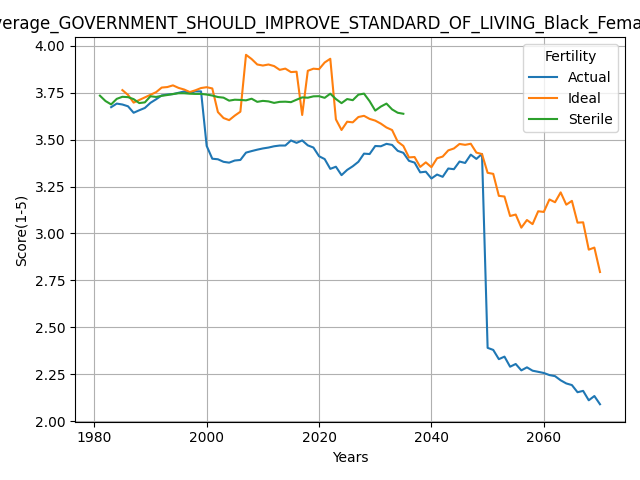 verage_GOVERNMENT_SHOULD_IMPROVE_STANDARD_OF_LIVING_Black_Fema
Fertility
Actual
Ideal
Sterile
Score(1-5)
4.00
3.75
3.50
3.25
3.00
2.75
2.50
2.25
2.00
1980
2000
2020
2040
2060
Years